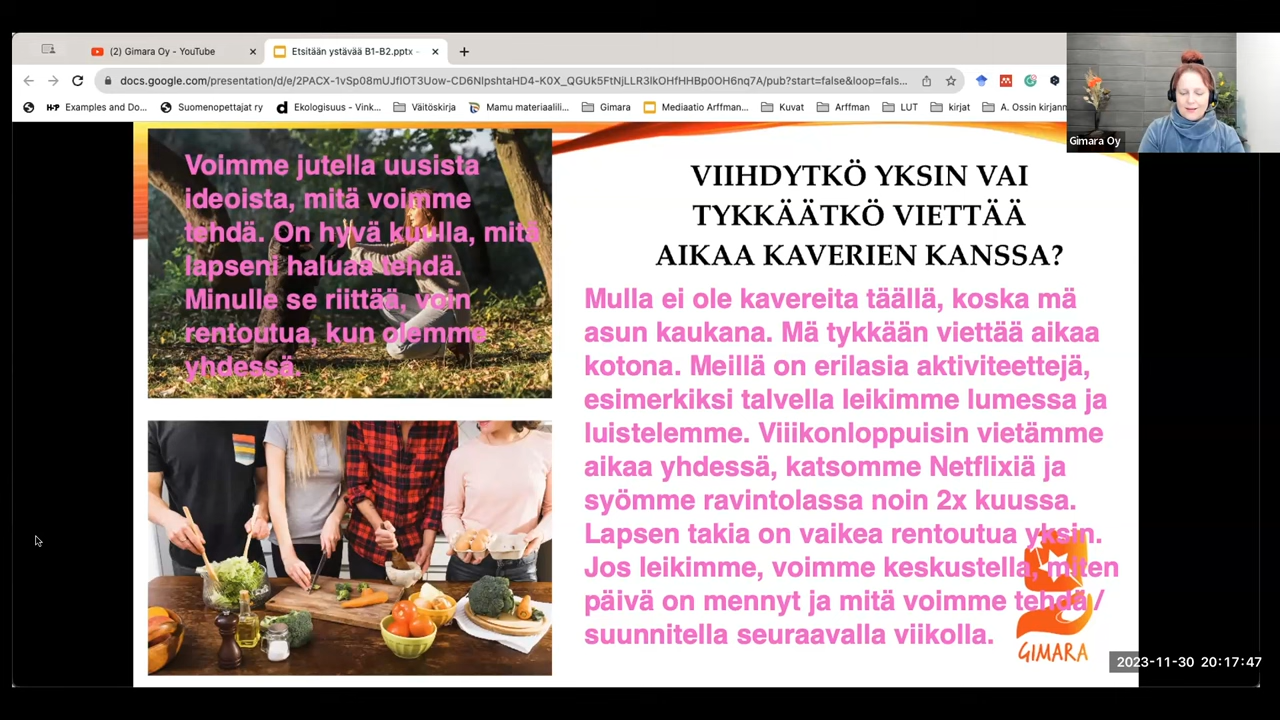 (2) Gimara Oy - YouTube
Etsitään ystävää B1-B2.pptx -
docs.google.com/presentation/d/e/2PACX-1vSp08mUJflOT3Uow-CD6NlpshtaHD4-K0X_QGUk5FtNjLLR3lkOHfHHBp0OH6nq7A/pub?start=false&loop=fals...
Examples and Do...
Suomenopettajat ry
Ekologisuus - Vink...
Väitöskirja
Mamu materiaalil...
Gimara
Mediaatio Arffman...
Kuvat
Arffman
LUT
kirjat
A. Ossin kirjann
Gimara Oy
Voimme jutella uusista
ideoista, mitä voimme
tehdä. On hyvä kuulla, mitä
lapseni haluaa tehdä.
Minulle se riittää, voin
rentoutua, kun olemme
yhdessä.
VIIHDYTKÖ YKSIN VAI
TYKKÄÄTKÖ VIETTÄÄ
AIKAA KAVERIEN KANSSA?
Mulla ei ole kavereita täällä, koska mä
asun kaukana. Mä tykkään viettää aikaa
kotona. Meillä on erilasia aktiviteettejä,
esimerkiksi talvella leikimme lumessa ja
luistelemme. Viiikonloppuisin vietämme
aikaa yhdessä, katsomme Netflixiä ja
syömme ravintolassa noin 2x kuussa.
Lapsen takia on vaikea rentoutua yksin.
Jos leikimme, voimme keskustella, miten
päivä on mennyt ja mitä voimme tehdä /
suunnitella seuraavalla viikolla.
GIMARA
2023-11-30 20:17:47